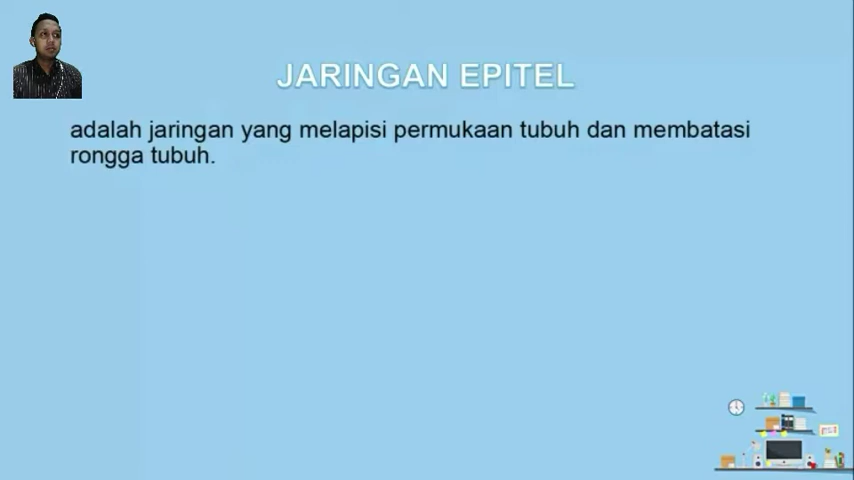 JARINGAN EPITEL
adalah jaringan yang melapisi permukaan tubuh dan membatasi
rongga tubuh.